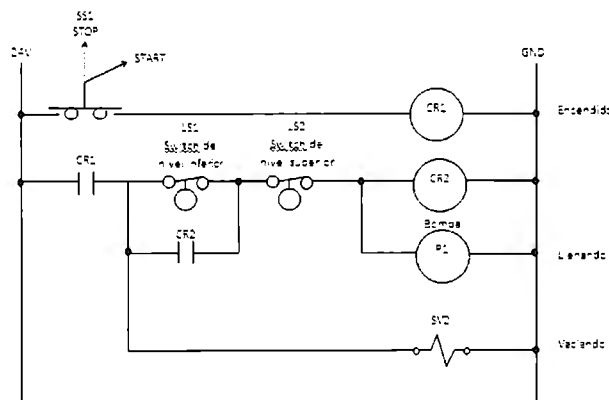 SS1
STOP
START
24V
GND
CR1
Encendido
LS1
Switch de
nivel inferior
LS2
Switch de
nivel superior
CR1
CR2
CR2
Bomba
P1
Llenando
SV2
Vaciando